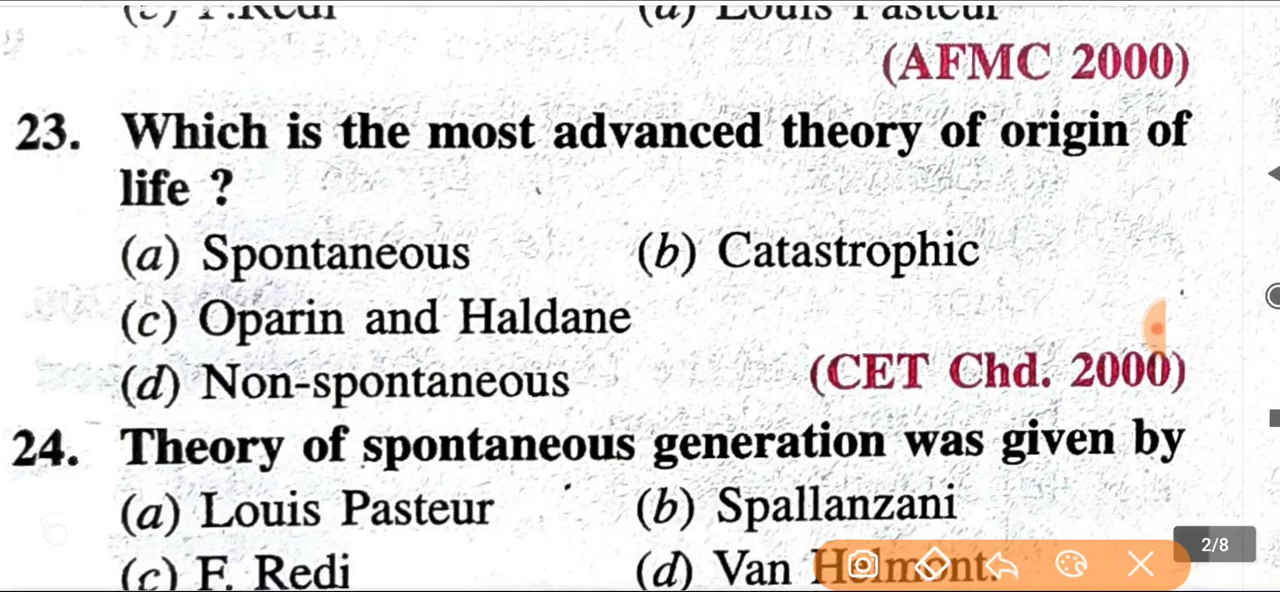 (AFMC 2000)
23. Which is the most advanced theory of origin of
life ?
(a) Spontaneous (b) Catastrophic
(c) Oparin and Haldane
(d) Non-spontaneous (CET Chd. 2000)
24. Theory of spontaneous generation was given by
(a) Louis Pasteur (b) Spallanzani
(c) F. Redi (d) Van Helmont.
2/8